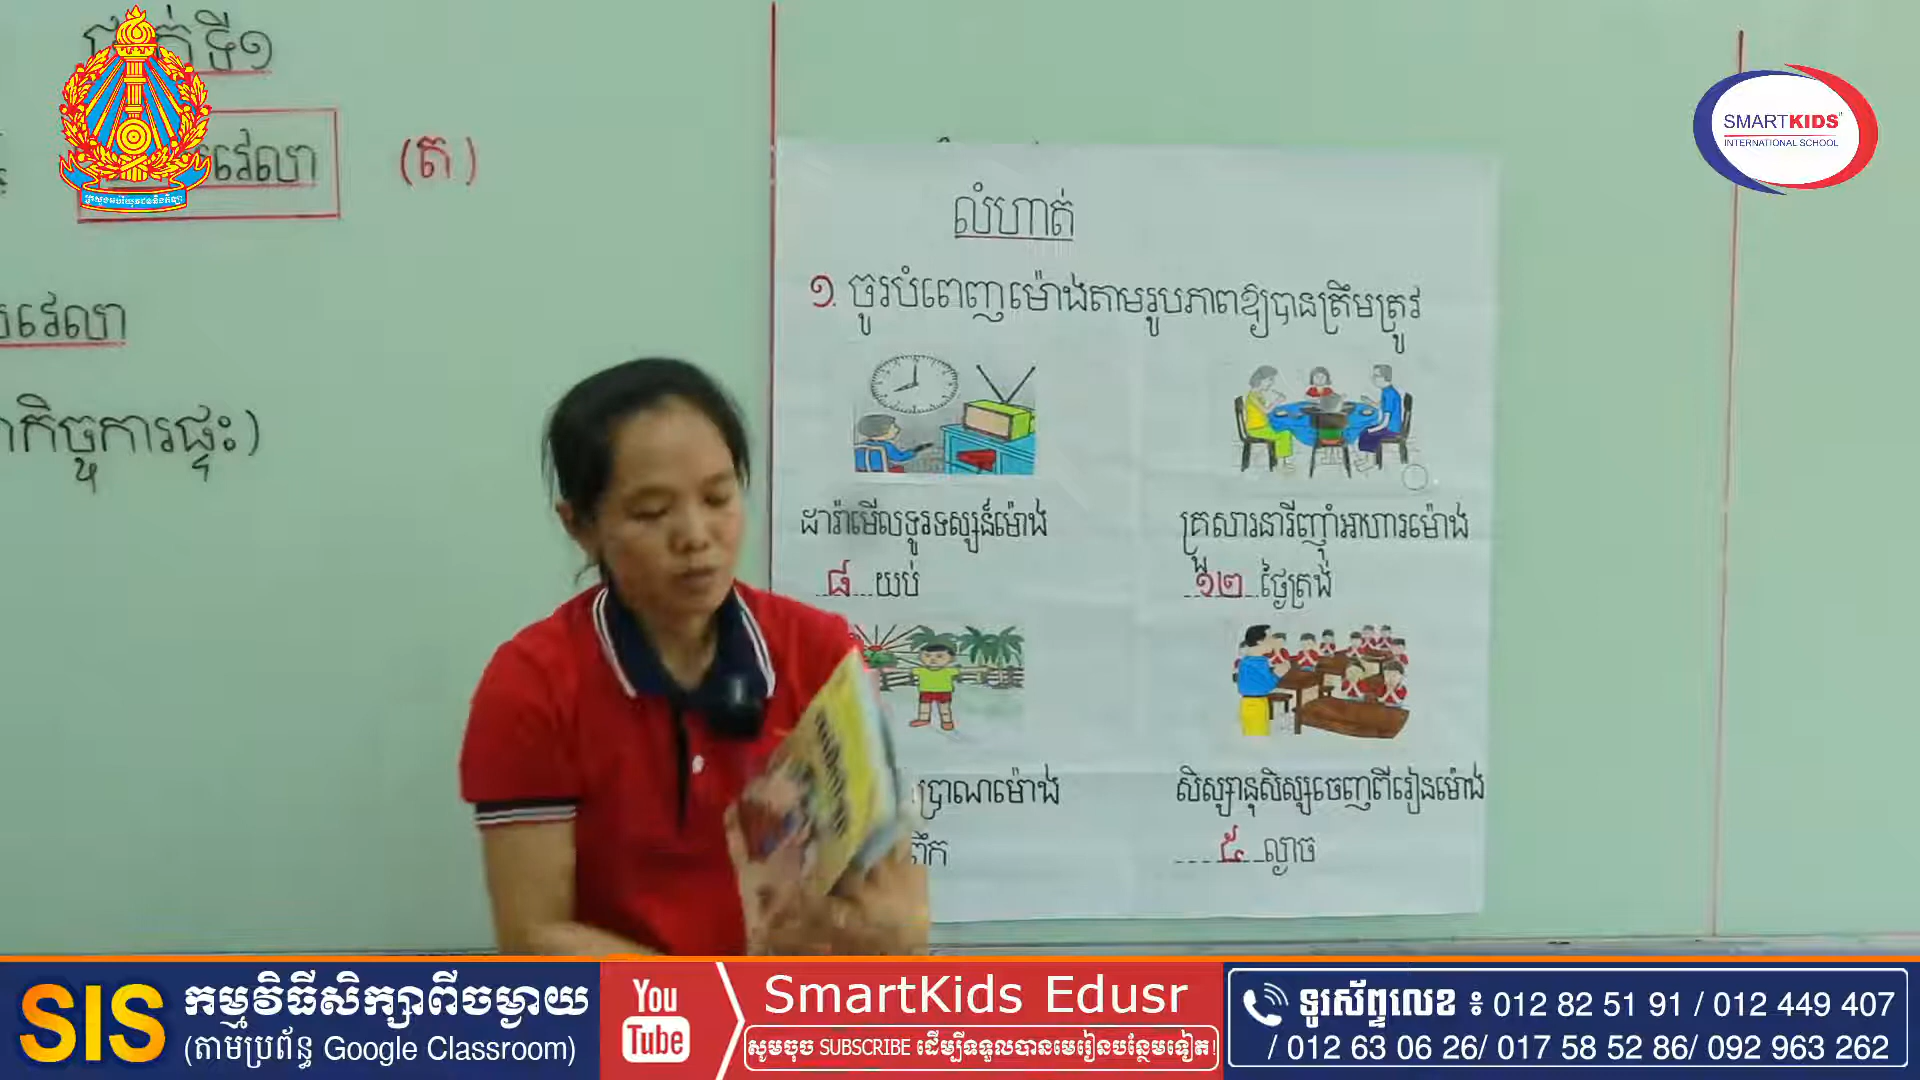 ទី១
វេលា
(ត)
វេលា
កិច្ចការផ្ទះ)
លំហាត់
១. ចូរបំពេញម៉ោងតាមរូបភាពឱ្យបានត្រឹមត្រូវ
ដារ៉ាមើលទូរទស្សន៍ម៉ោង
...៨...យប់
គ្រួសារនារីញ៉ាំអាហារម៉ោង
...១២...ថ្ងៃត្រង់
ប្រាណម៉ោង
សិស្សានុសិស្សចេញពីរៀនម៉ោង
......៥...ល្ងាច
SMARTKIDS
INTERNATIONAL SCHOOL
SIS
កម្មវិធីសិក្សាពីចម្ងាយ
(តាមប្រព័ន្ធ Google Classroom)
You
Tube
SmartKids Edusr
សូមចុច SUBSCRIBE ដើម្បីទទួលបានមេរៀនបន្ថែមទៀត!
ទូរស័ព្ទលេខ ៖ 012 82 51 91 / 012 449 407
/ 012 63 06 26/ 017 58 52 86/ 092 963 262